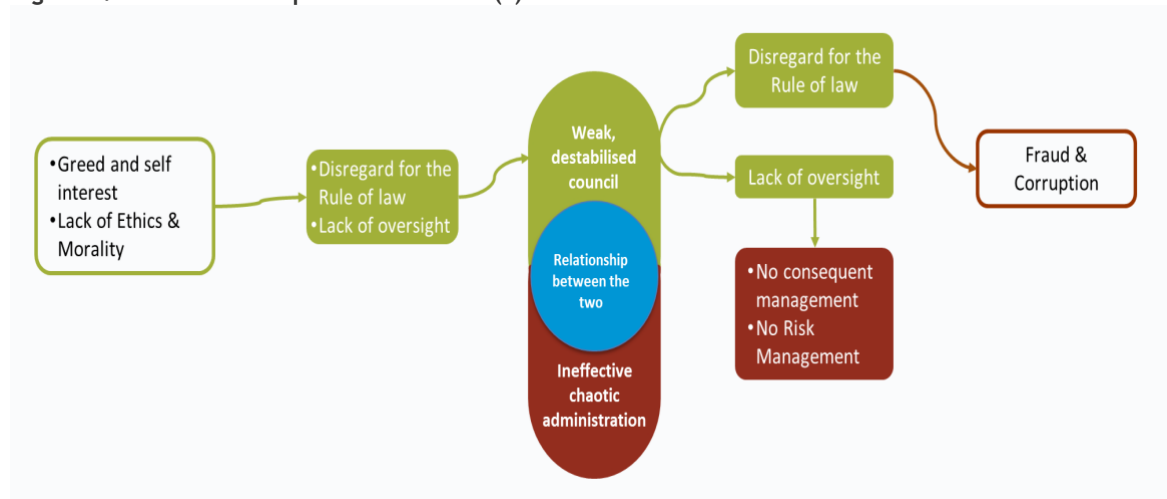 •Greed and self
interest
•Lack of Ethics &
Morality
•Disregard for the
Rule of law
•Lack of oversight
Weak,
destabilised
council
Relationship
between the
two
Ineffective
chaotic
administration
Disregard for the
Rule of law
Lack of oversight
•No consequent
management
•No Risk
Management
Fraud &
Corruption